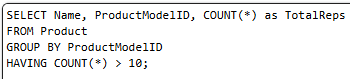 SELECT Name, ProductModelID, COUNT(*) as TotalReps
FROM Product
GROUP BY ProductModelID
HAVING COUNT(*) > 10;